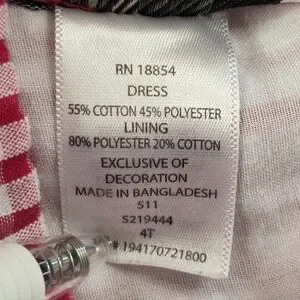 RN 18854
DRESS
55% COTTON 45% POLYESTER
LINING
80% POLYESTER 20% COTTON
EXCLUSIVE OF
DECORATION
MADE IN BANGLADESH
511
S219444
4T
# 194170721800